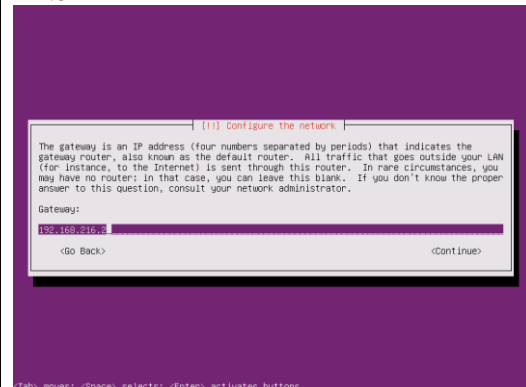 [!!] Configure the network
The gateway is an IP address (four numbers separated by periods) that indicates the
gateway router, also known as the default router.  All traffic that goes outside your LAN
(for instance, to the Internet) is sent through this router.  In rare circumstances, you
may have no router; in that case, you can leave this blank.  If you don't know the proper
answer to this question, consult your network administrator.
Gateway:
192.168.216.2
<Go Back> <Continue>
<Tab> moves; <Space> selects; <Enter> activates buttons